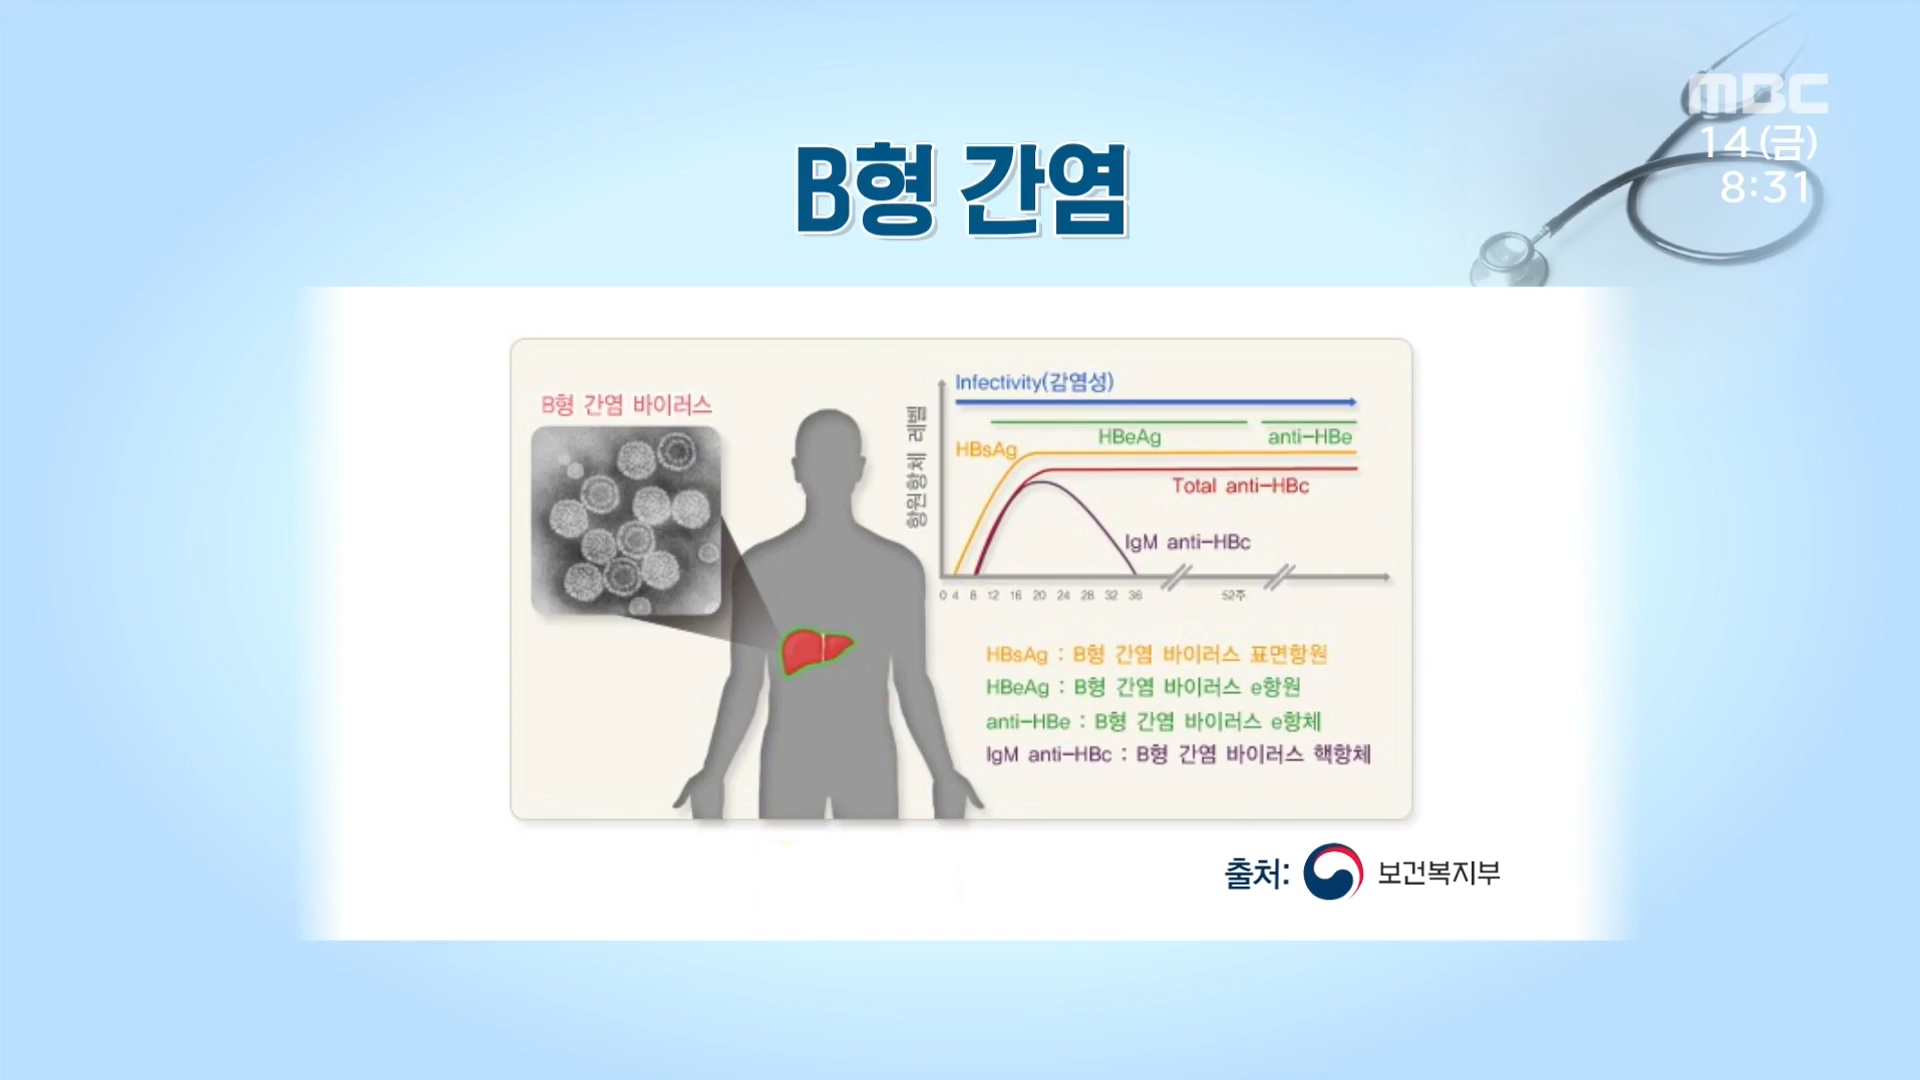 MBC
14(금)
8:31
B형 간염
B형 간염 바이러스
항원항체 레벨
Infectivity(감염성)
HBeAg
anti-HBe
HBsAg
Total anti-HBc
IgM anti-HBc
0 4 8 12 16 20 24 28 32 36 52주
HBsAg : B형 간염 바이러스 표면항원
HBeAg : B형 간염 바이러스 e항원
anti-HBe : B형 간염 바이러스 e항체
IgM anti-HBc : B형 간염 바이러스 핵항체
출처: 보건복지부